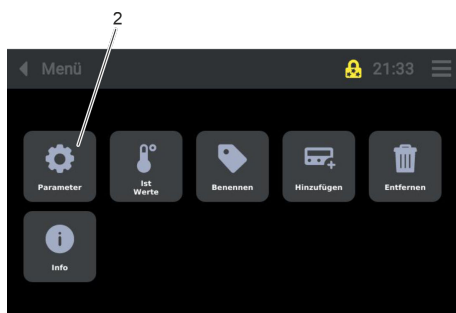 2
Menü
21:33
Parameter
Ist
Werte
Benennen
Hinzufügen
Entfernen
Info